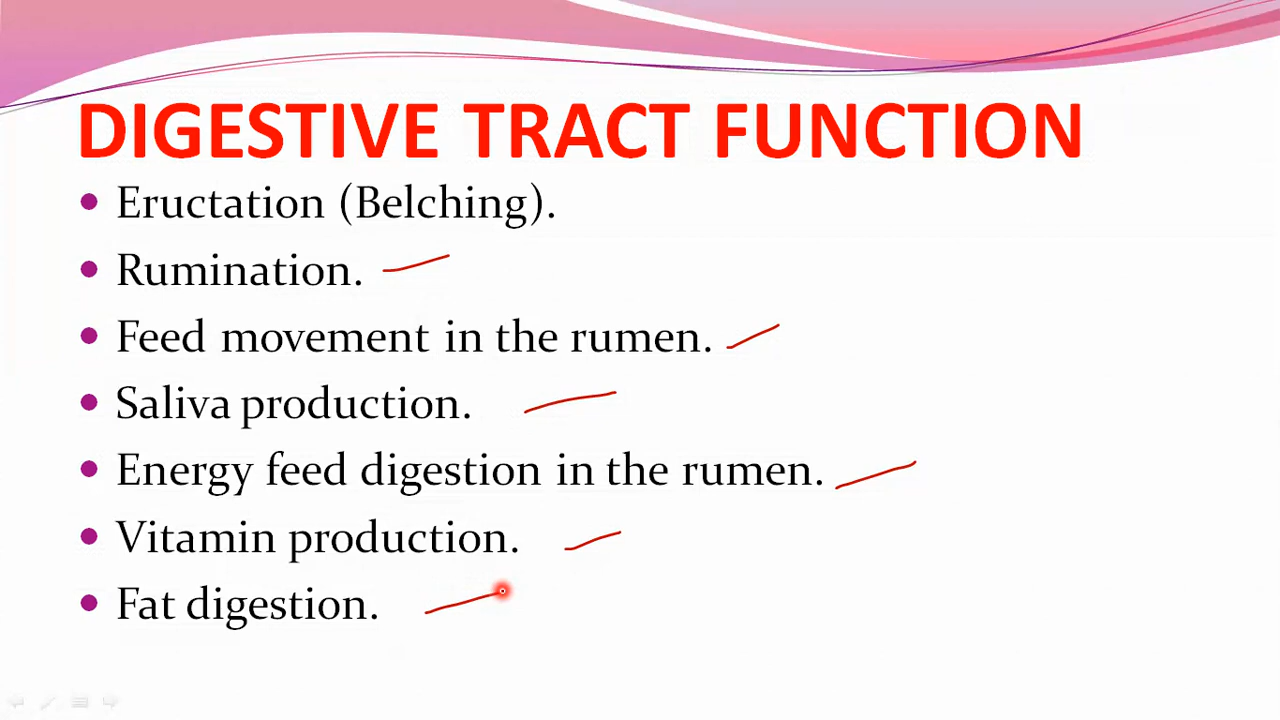 DIGESTIVE TRACT FUNCTION
• Eructation (Belching).
• Rumination.
• Feed movement in the rumen.
• Saliva production.
• Energy feed digestion in the rumen.
• Vitamin production.
• Fat digestion.